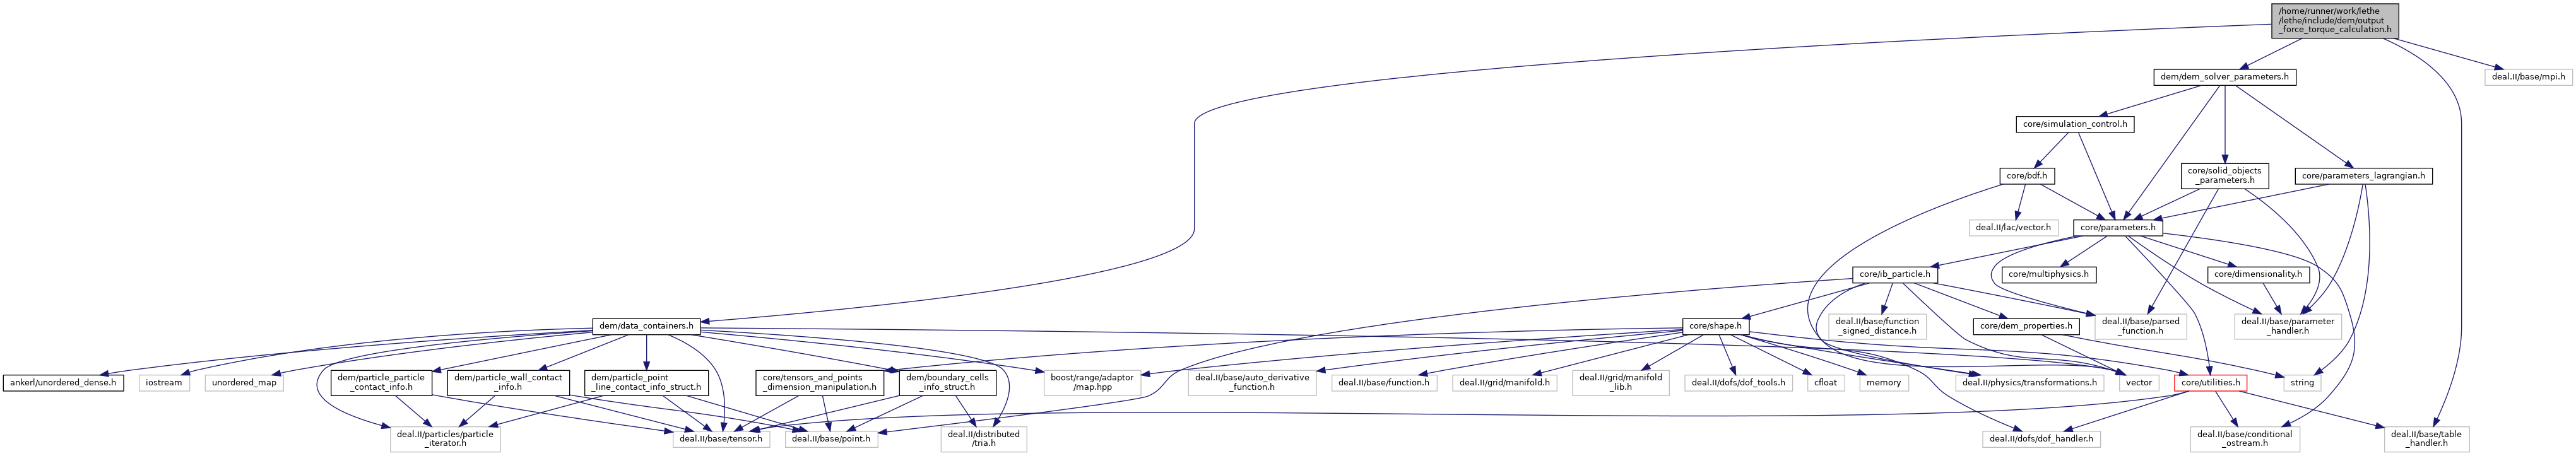 /home/runner/work/lethe
/lethe/include/dem/output
_force_torque_calculation.h
dem/dem_solver_parameters.h
deal.II/base/mpi.h
core/simulation_control.h
core/bdf.h
core/solid_objects
_parameters.h
core/parameters_lagrangian.h
deal.II/lac/vector.h
core/parameters.h
core/ib_particle.h
core/multiphysics.h
core/dimensionality.h
dem/data_containers.h
core/shape.h
deal.II/base/function
_signed_distance.h
core/dem_properties.h
deal.II/base/parsed
_function.h
deal.II/base/parameter
_handler.h
ankerl/unordered_dense.h
iostream
unordered_map
dem/particle_particle
_contact_info.h
dem/particle_wall_contact
_info.h
dem/particle_point
_line_contact_info_struct.h
core/tensors_and_points
_dimension_manipulation.h
dem/boundary_cells
_info_struct.h
boost/range/adaptor
/map.hpp
deal.II/base/auto_derivative
_function.h
deal.II/base/function.h
deal.II/grid/manifold.h
deal.II/grid/manifold
_lib.h
deal.II/dofs/dof_tools.h
cfloat
memory
deal.II/physics/transformations.h
vector
core/utilities.h
string
deal.II/particles/particle
_iterator.h
deal.II/base/tensor.h
deal.II/base/point.h
deal.II/distributed
/tria.h
deal.II/dofs/dof_handler.h
deal.II/base/conditional
_ostream.h
deal.II/base/table
_handler.h